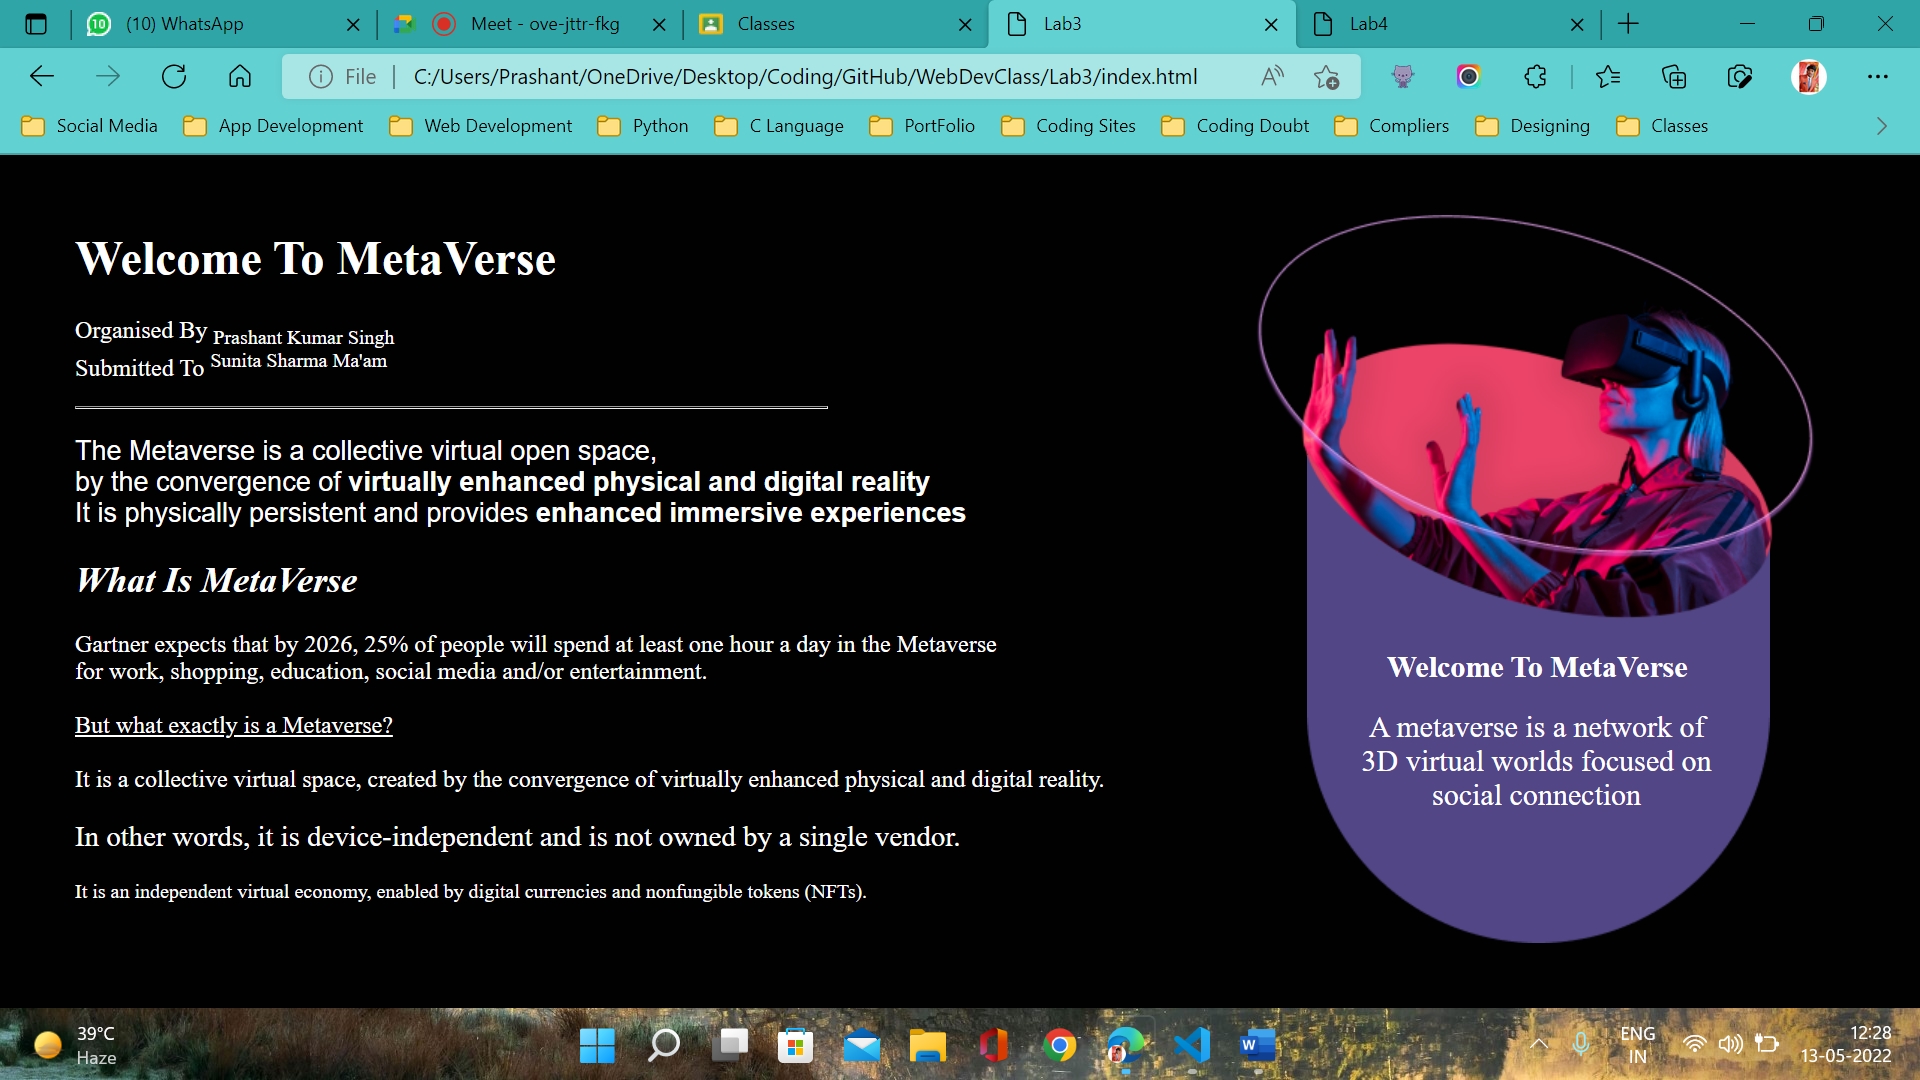 (10) WhatsApp
Meet - ove-jttr-fkg
Classes
Lab3
Lab4
File
C:/Users/Prashant/OneDrive/Desktop/Coding/GitHub/WebDevClass/Lab3/index.html
Social Media
App Development
Web Development
Python
C Language
PortFolio
Coding Sites
Coding Doubt
Compliers
Designing
Classes
Welcome To MetaVerse
Organised By Prashant Kumar Singh
Submitted To Sunita Sharma Ma'am
The Metaverse is a collective virtual open space,
by the convergence of virtually enhanced physical and digital reality
It is physically persistent and provides enhanced immersive experiences
What Is MetaVerse
Gartner expects that by 2026, 25% of people will spend at least one hour a day in the Metaverse
for work, shopping, education, social media and/or entertainment.
But what exactly is a Metaverse?
It is a collective virtual space, created by the convergence of virtually enhanced physical and digital reality.
In other words, it is device-independent and is not owned by a single vendor.
It is an independent virtual economy, enabled by digital currencies and nonfungible tokens (NFTs).
Welcome To MetaVerse
A metaverse is a network of
3D virtual worlds focused on
social connection
39°C
Haze
ENG
IN
12:28
13-05-2022